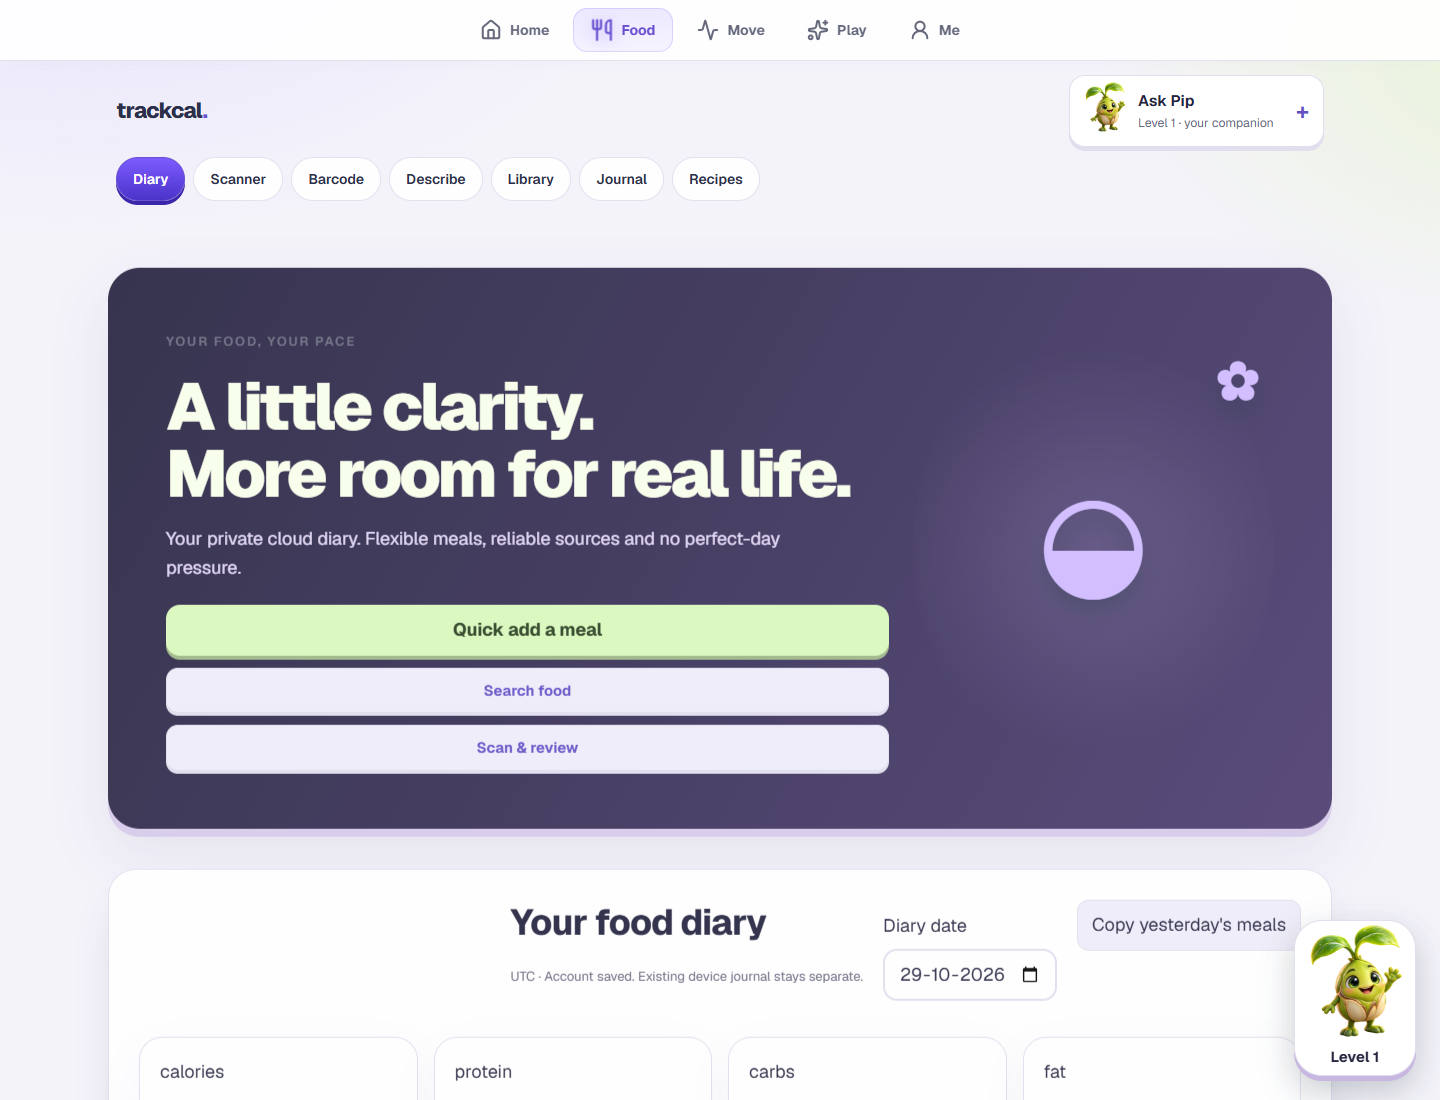 Home
Food
Move
Play
Me
trackcal.
Ask Pip
Level 1 · your companion
+
Diary
Scanner
Barcode
Describe
Library
Journal
Recipes
YOUR FOOD, YOUR PACE
A little clarity.
More room for real life.
Your private cloud diary. Flexible meals, reliable sources and no perfect-day
pressure.
Quick add a meal
Search food
Scan & review
Your food diary
UTC · Account saved. Existing device journal stays separate.
Diary date
29-10-2026
Copy yesterday's meals
Level 1
calories
protein
carbs
fat